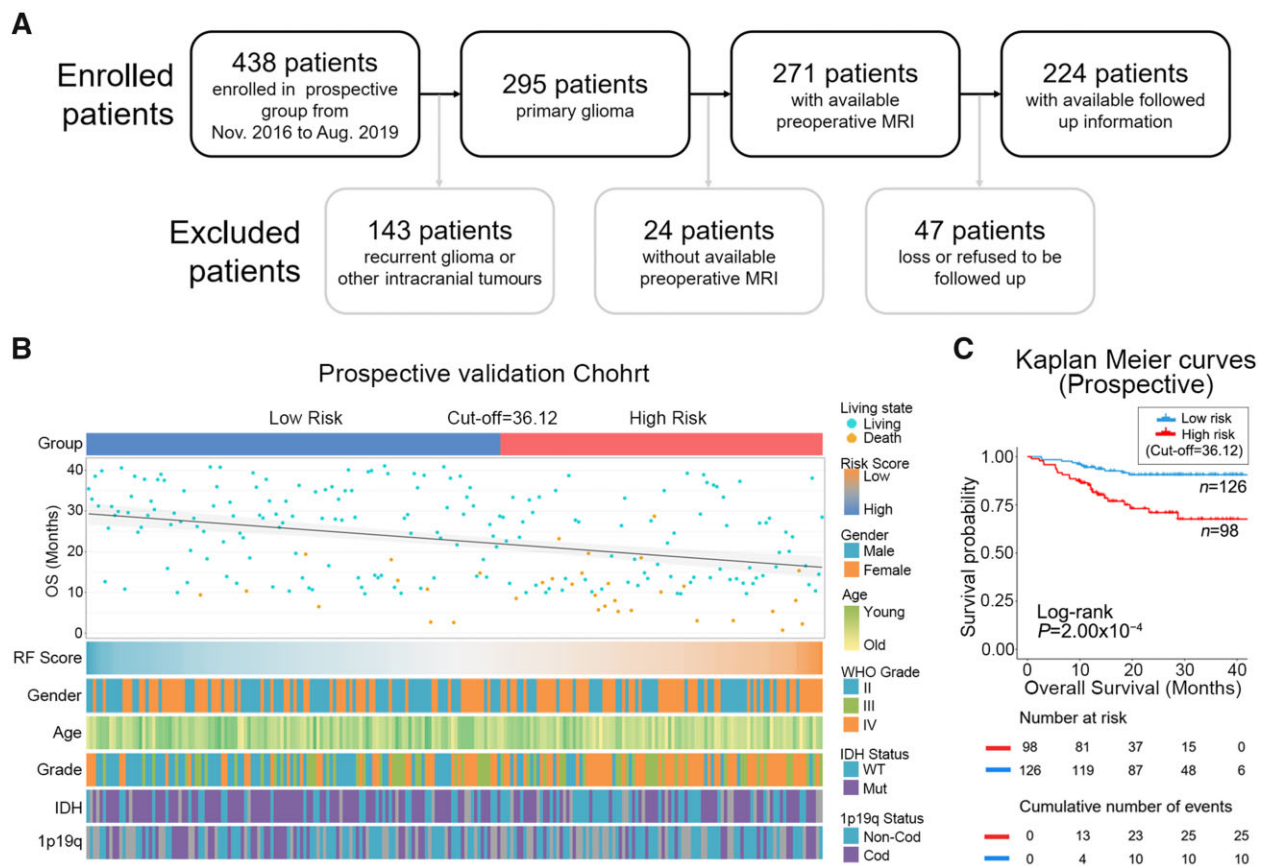 A
Enrolled
patients
438 patients
enrolled in prospective
group from
Nov. 2016 to Aug. 2019
295 patients
primary glioma
271 patients
with available
preoperative MRI
224 patients
with available followed
up information
Excluded
patients
143 patients
recurrent glioma or
other intracranial tumours
24 patients
without available
preoperative MRI
47 patients
loss or refused to be
followed up
B
Prospective validation Chohrt
Low Risk Cut-off=36.12 High Risk
Group
OS (Months)
40
30
20
10
0
RF Score
Gender
Age
Grade
IDH
1p19q
Living state
Living
Death
Risk Score
Low
High
Gender
Male
Female
Age
Young
Old
WHO Grade
II
III
IV
IDH Status
WT
Mut
1p19q Status
Non-Cod
Cod
C
Kaplan Meier curves
(Prospective)
Low risk
High risk
(Cut-off=36.12)
Survival probability
1.00
0.75
0.50
0.25
0.00
n=126
n=98
Log-rank
P=2.00x10⁻⁴
0 10 20 30 40
Overall Survival (Months)
Number at risk
98 81 37 15 0
126 119 87 48 6
Cumulative number of events
0 13 23 25 25
0 4 10 10 10